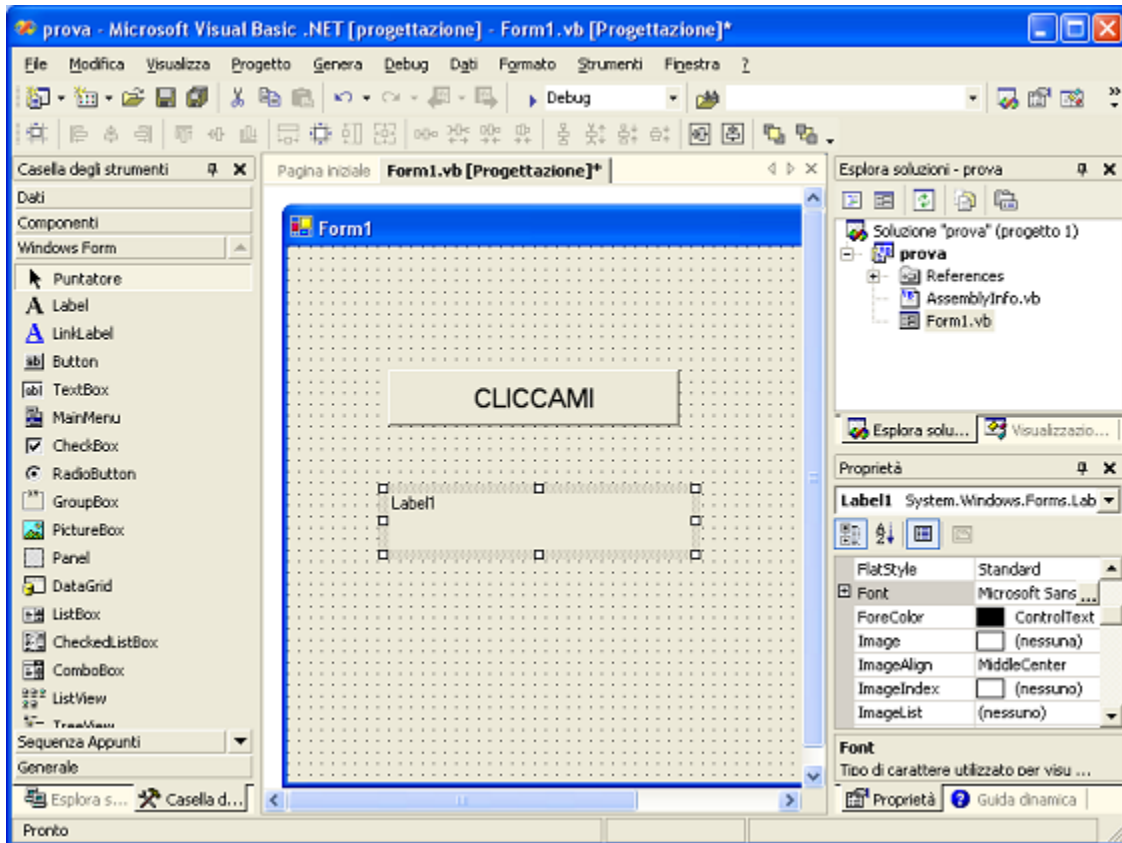 prova - Microsoft Visual Basic .NET [progettazione] - Form1.vb [Progettazione]*
File Modifica Visualizza Progetto Genera Debug Dati Formato Strumenti Finestra ?
Debug
Casella degli strumenti
Dati
Componenti
Windows Form
Puntatore
Label
LinkLabel
Button
TextBox
MainMenu
CheckBox
RadioButton
GroupBox
PictureBox
Panel
DataGrid
ListBox
CheckedListBox
ComboBox
ListView
TreeView
Sequenza Appunti
Generale
Esplora s... Casella d...
Pagina iniziale Form1.vb [Progettazione]*
Form1
CLICCAMI
Label1
Esplora soluzioni - prova
Soluzione "prova" (progetto 1)
prova
References
AssemblyInfo.vb
Form1.vb
Esplora solu... Visualizzazio...
Proprietà
Label1 System.Windows.Forms.Lab
FlatStyle Standard
Font Microsoft Sans ...
ForeColor ControlText
Image (nessuna)
ImageAlign MiddleCenter
ImageIndex (nessuno)
ImageList (nessuno)
Font
Tipo di carattere utilizzato per visu ...
Proprietà Guida dinamica
Pronto